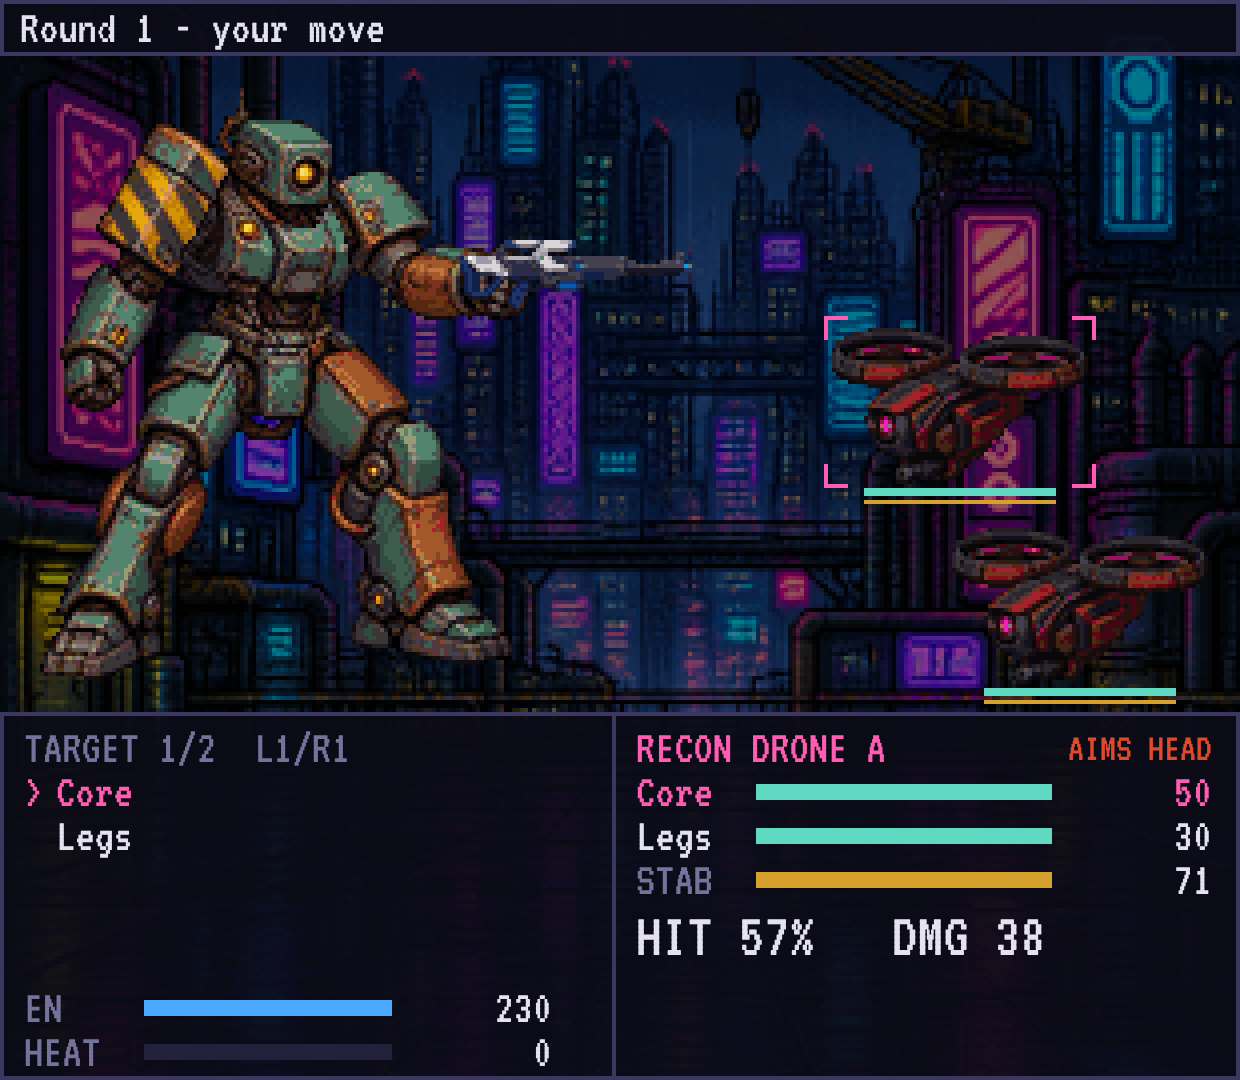 Round 1 - your move
TARGET 1/2 L1/R1
> Core
Legs
EN 230
HEAT 0
RECON DRONE A AIMS HEAD
Core 50
Legs 30
STAB 71
HIT 57% DMG 38